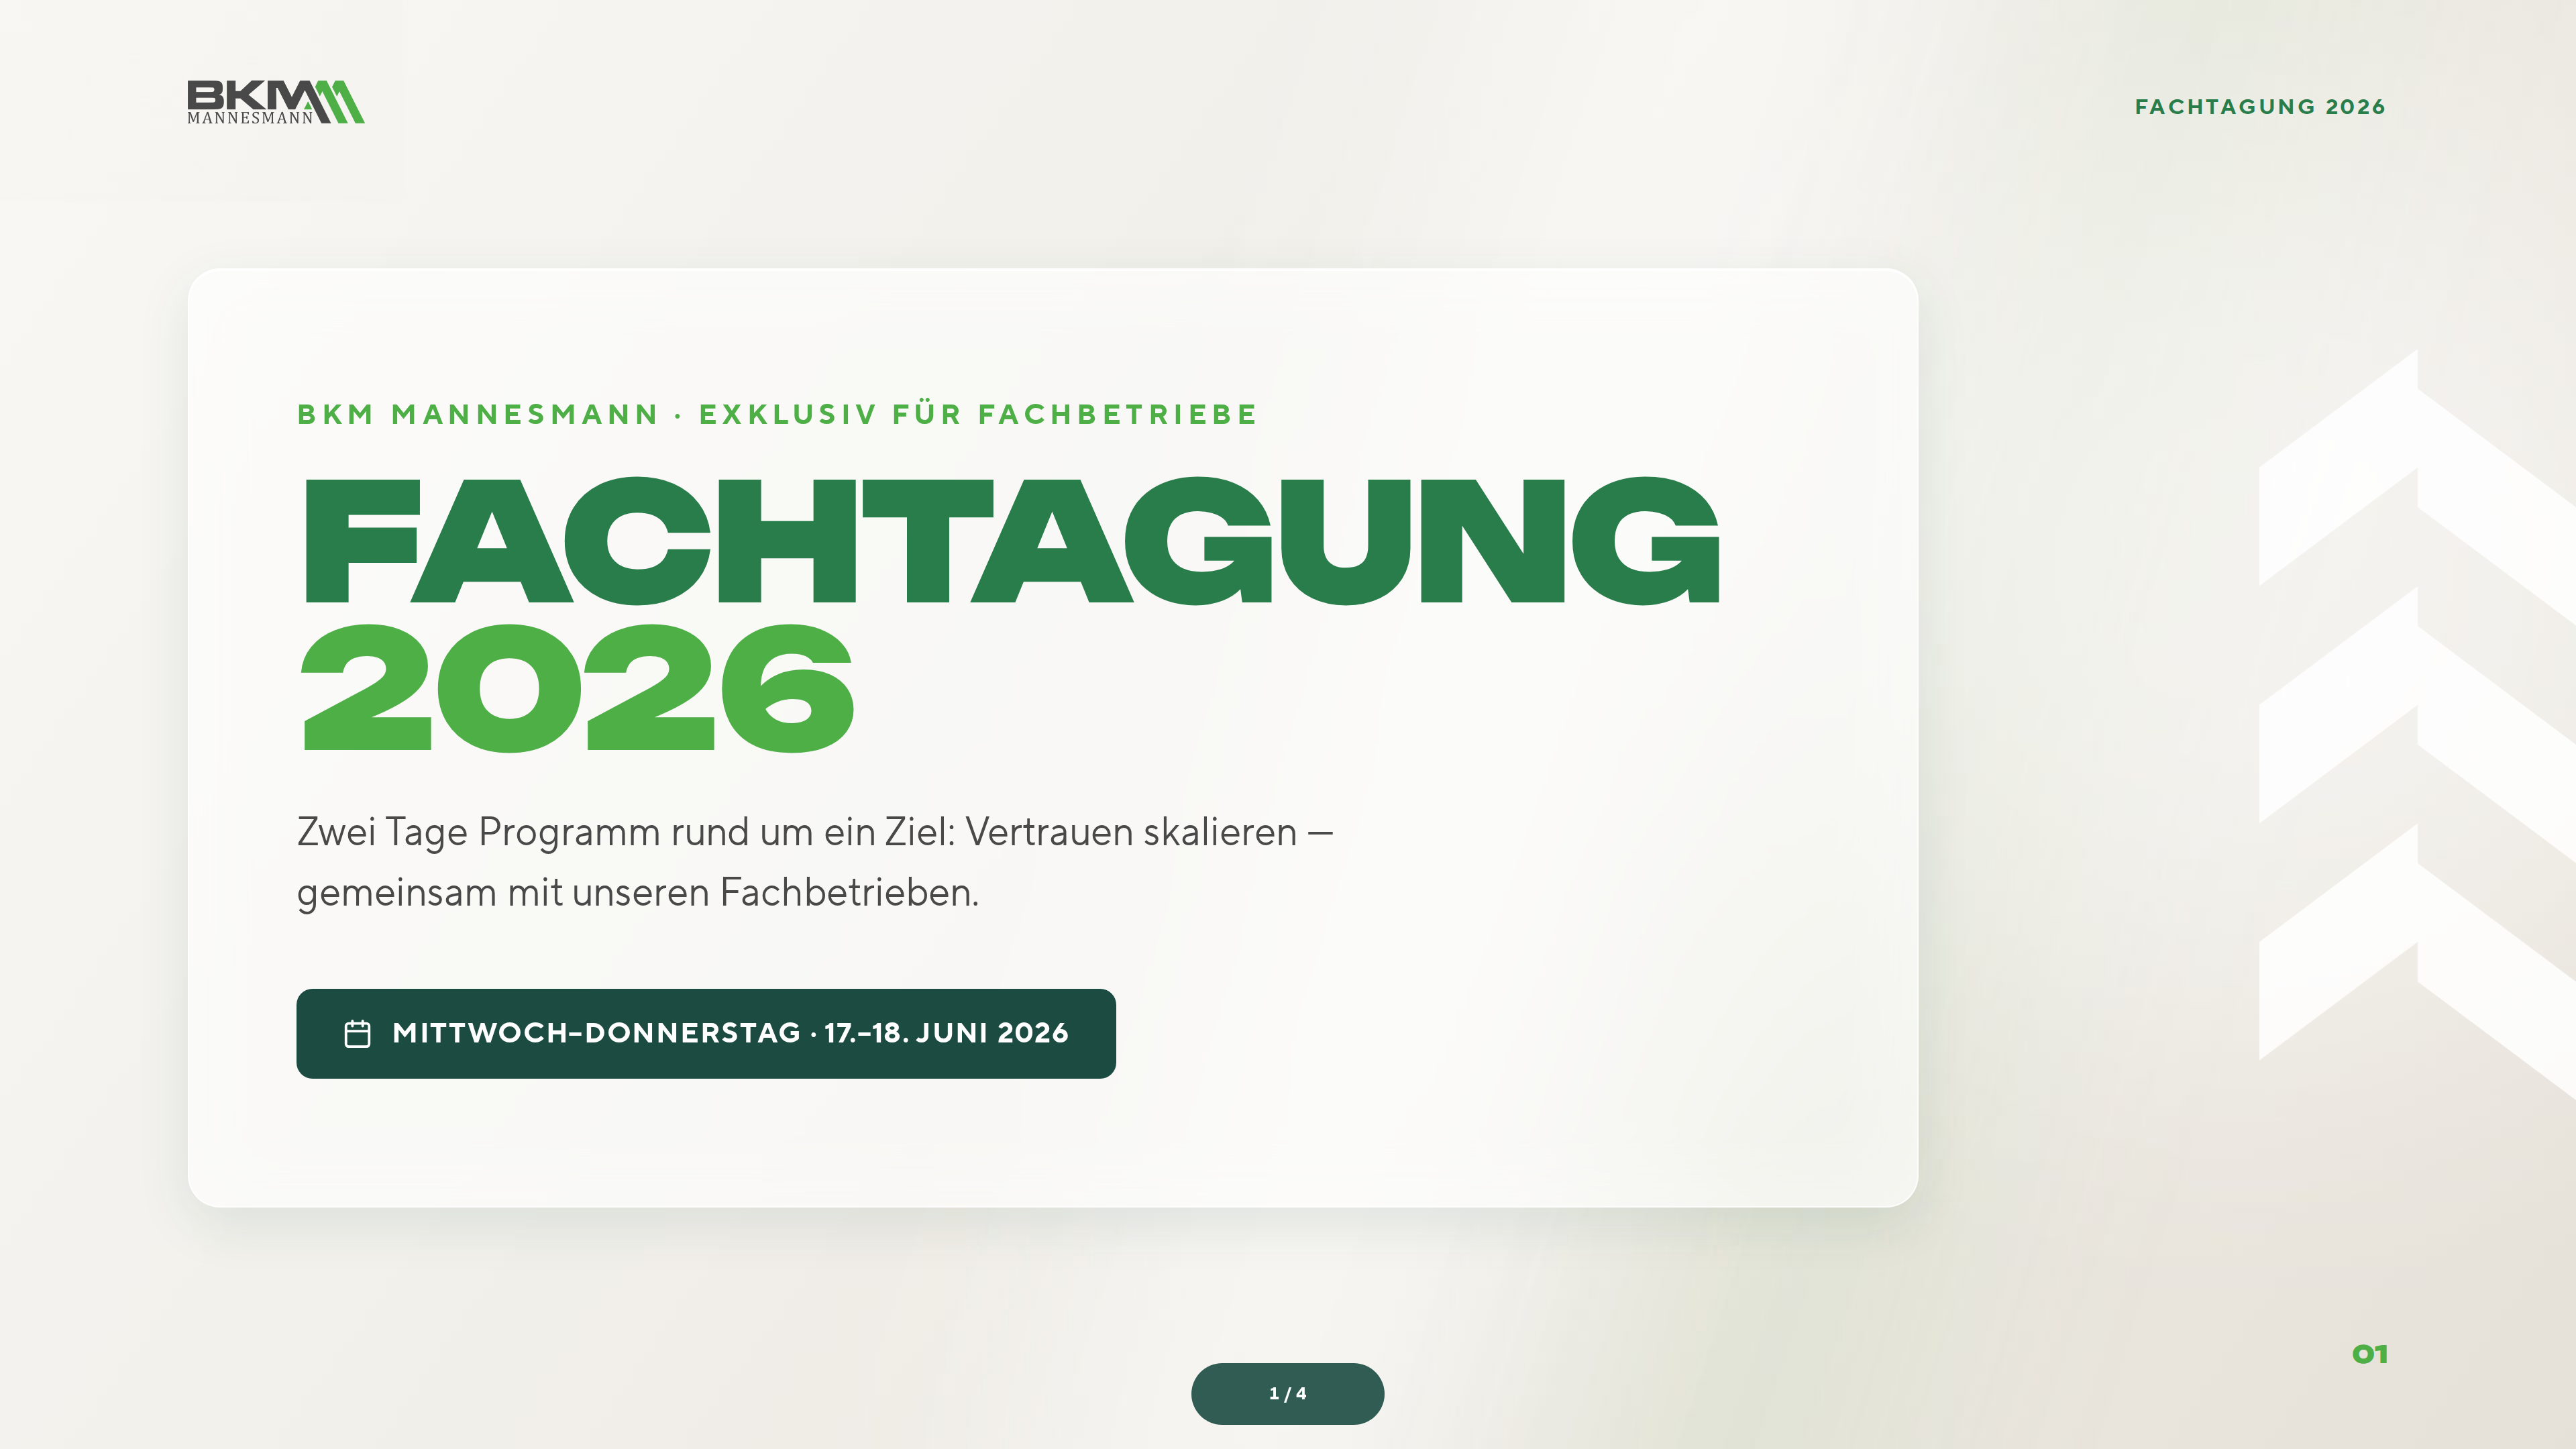 BKM
MANNESMANN
FACHTAGUNG 2026
BKM MANNESMANN · EXKLUSIV FÜR FACHBETRIEBE
FACHTAGUNG
2026
Zwei Tage Programm rund um ein Ziel: Vertrauen skalieren —
gemeinsam mit unseren Fachbetrieben.
MITTWOCH–DONNERSTAG · 17.–18. JUNI 2026
01
1 / 4